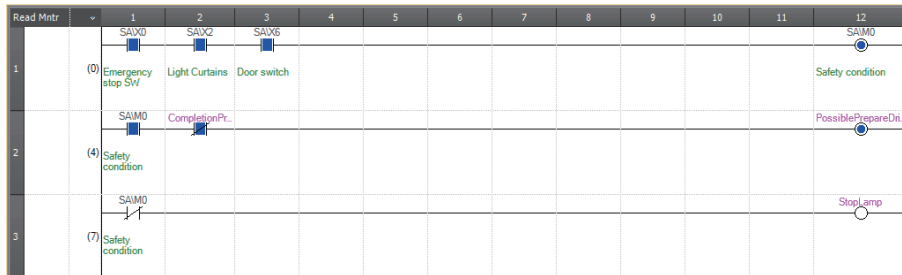 Read Mntr 1 2 3 4 5 6 7 8 9 10 11 12
SA\X0 SA\X2 SA\X6 SA\M0
1 (0) Emergency Light Curtains Door switch Safety condition
stop SW
SA\M0 CompletionPr... PossiblePrepareDri.
2 (4) Safety
condition
SA\M0 StopLamp
3 (7) Safety
condition